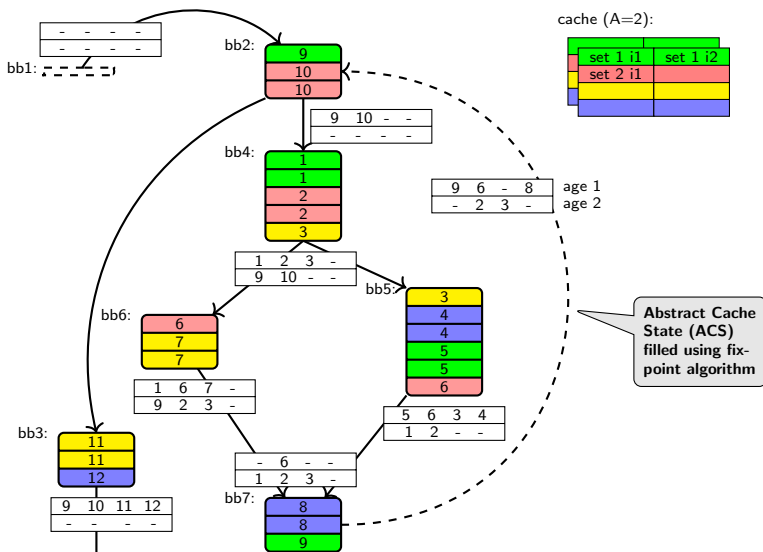 cache (A=2):
- - - -
- - - -
bb1:
bb2:
9
10
10
set 1 i1 set 1 i2
set 2 i1
9 10 - -
- - - -
bb4:
1
1
2
2
3
9 6 - 8 age 1
- 2 3 - age 2
1 2 3 -
9 10 - -
bb5:
3
4
4
5
5
6
bb6:
6
7
7
Abstract Cache
State (ACS)
filled using fix-
point algorithm
1 6 7 -
9 2 3 -
5 6 3 4
1 2 - -
bb3:
11
11
12
- 6 - -
1 2 3 -
9 10 11 12
- - - -
bb7:
8
8
9